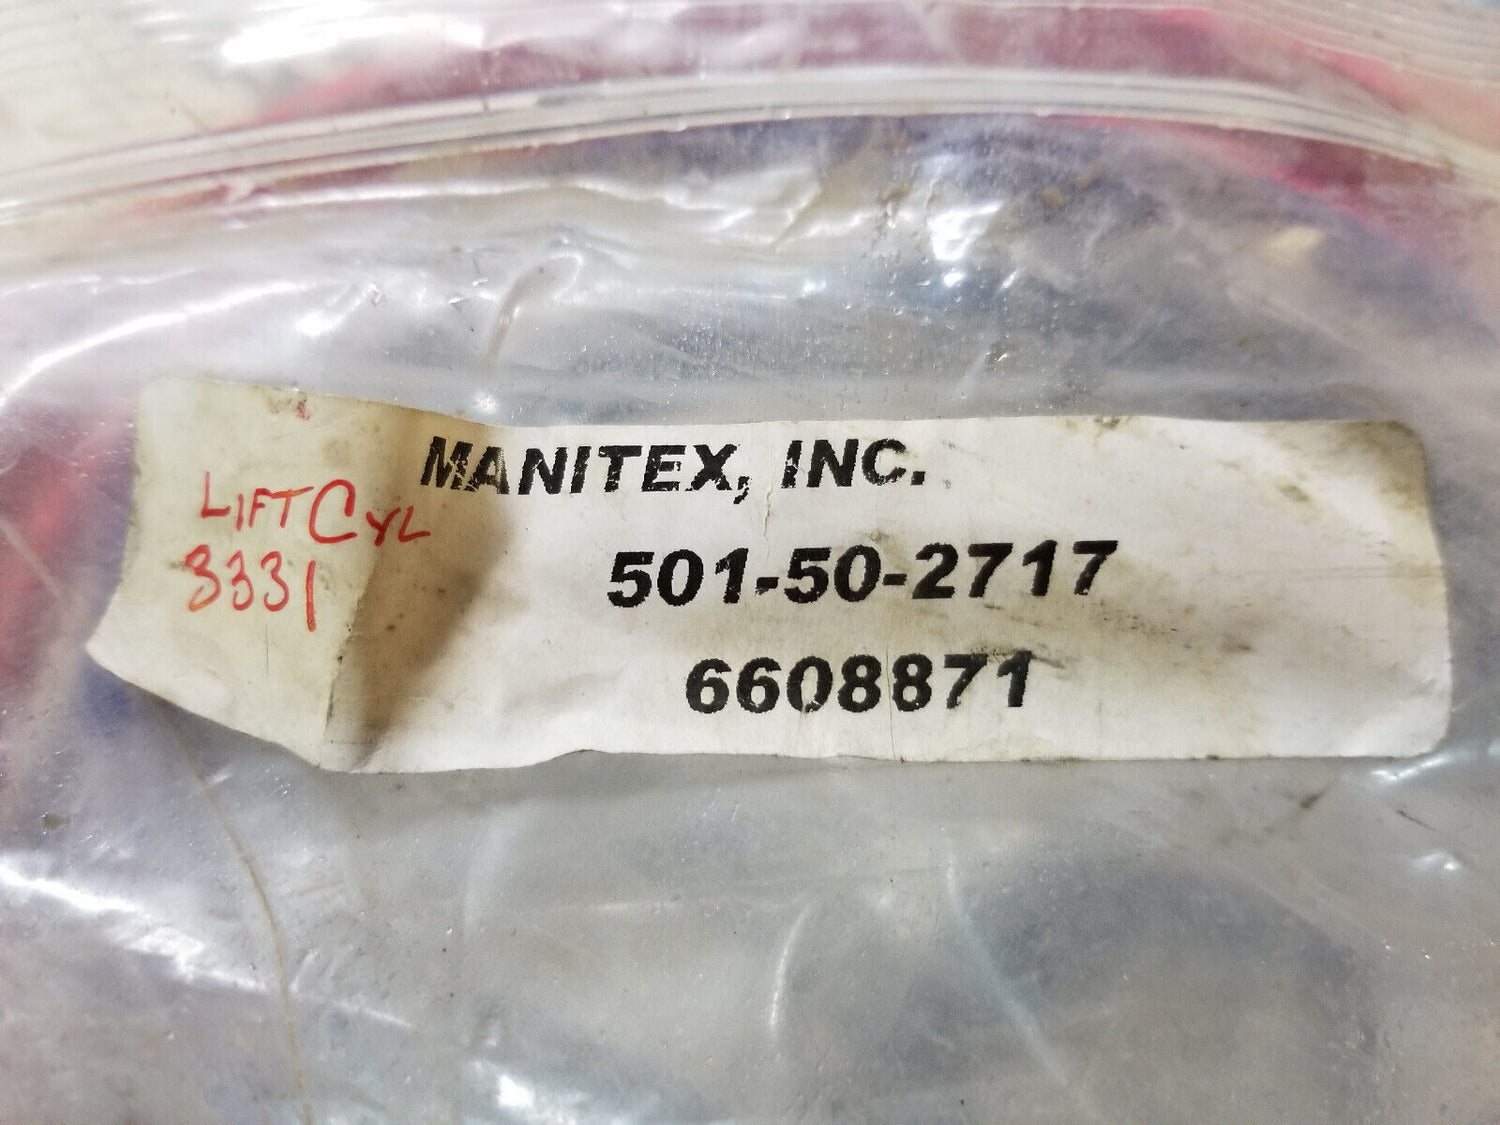 MANITEX, INC.
LIFT CYL
3331
501-50-2717
6608871